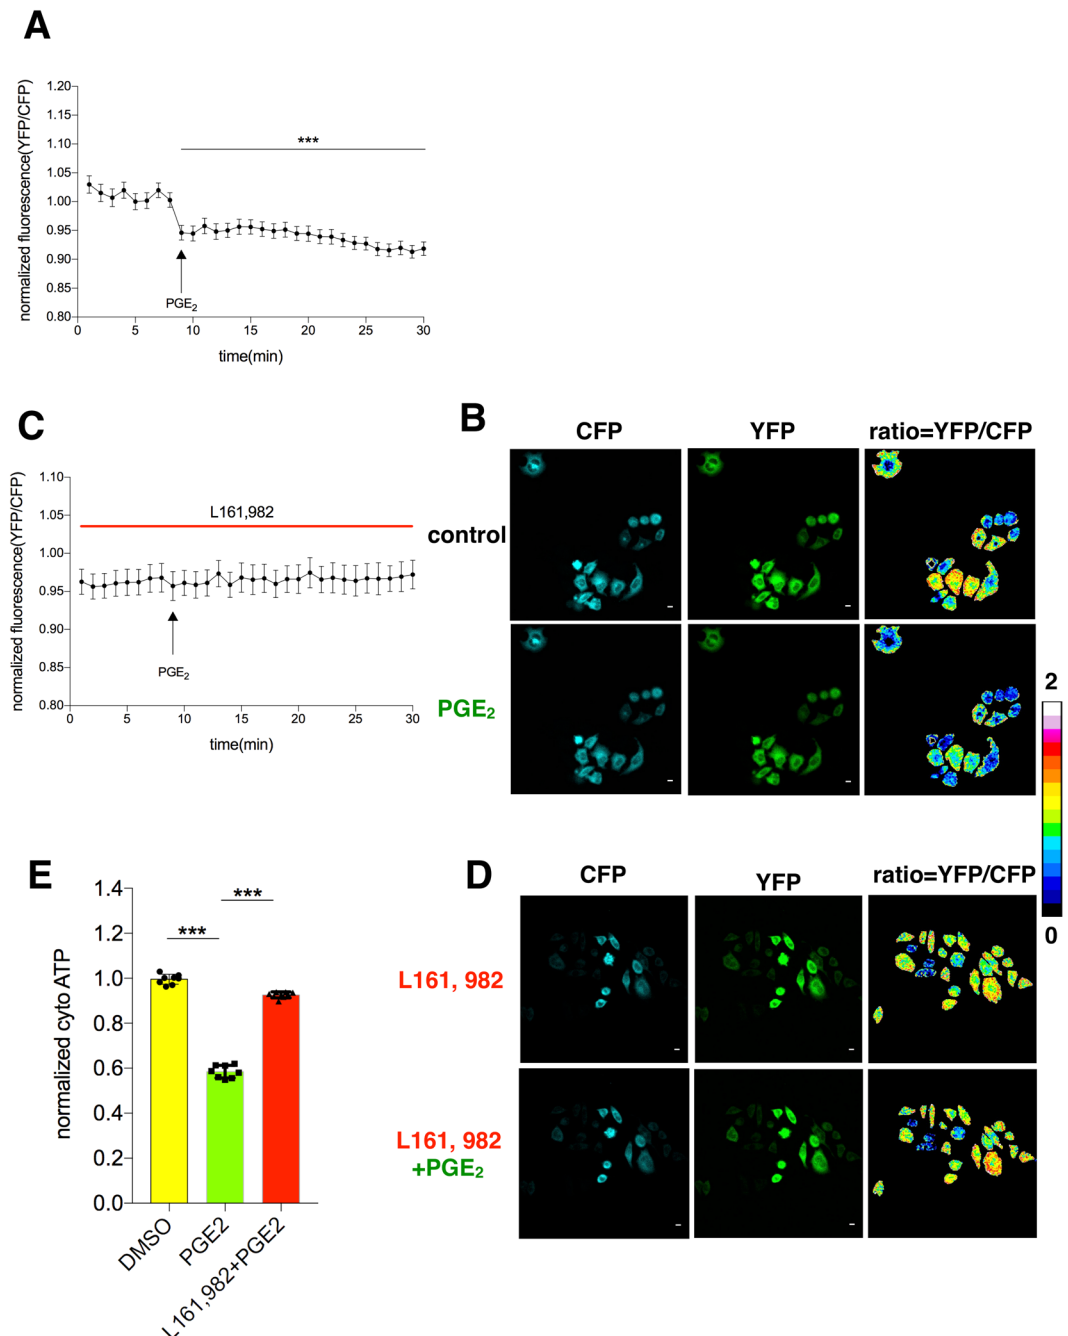 A
normalized fluorescence(YFP/CFP)
1.20
1.15
1.10
1.05
1.00
0.95
0.90
0.85
0.80
***
PGE2
0 5 10 15 20 25 30
time(min)
C
normalized fluorescence(YFP/CFP)
1.10
1.05
1.00
0.95
0.90
0.85
0.80
L161,982
PGE2
0 5 10 15 20 25 30
time(min)
B
CFP YFP ratio=YFP/CFP
control
PGE2
2
0
E
normalized cyto ATP
1.4
1.2
1.0
0.8
0.6
0.4
0.2
0.0
***
***
DMSO
PGE2
L161,982+PGE2
D
CFP YFP ratio=YFP/CFP
L161, 982
L161, 982
+PGE2